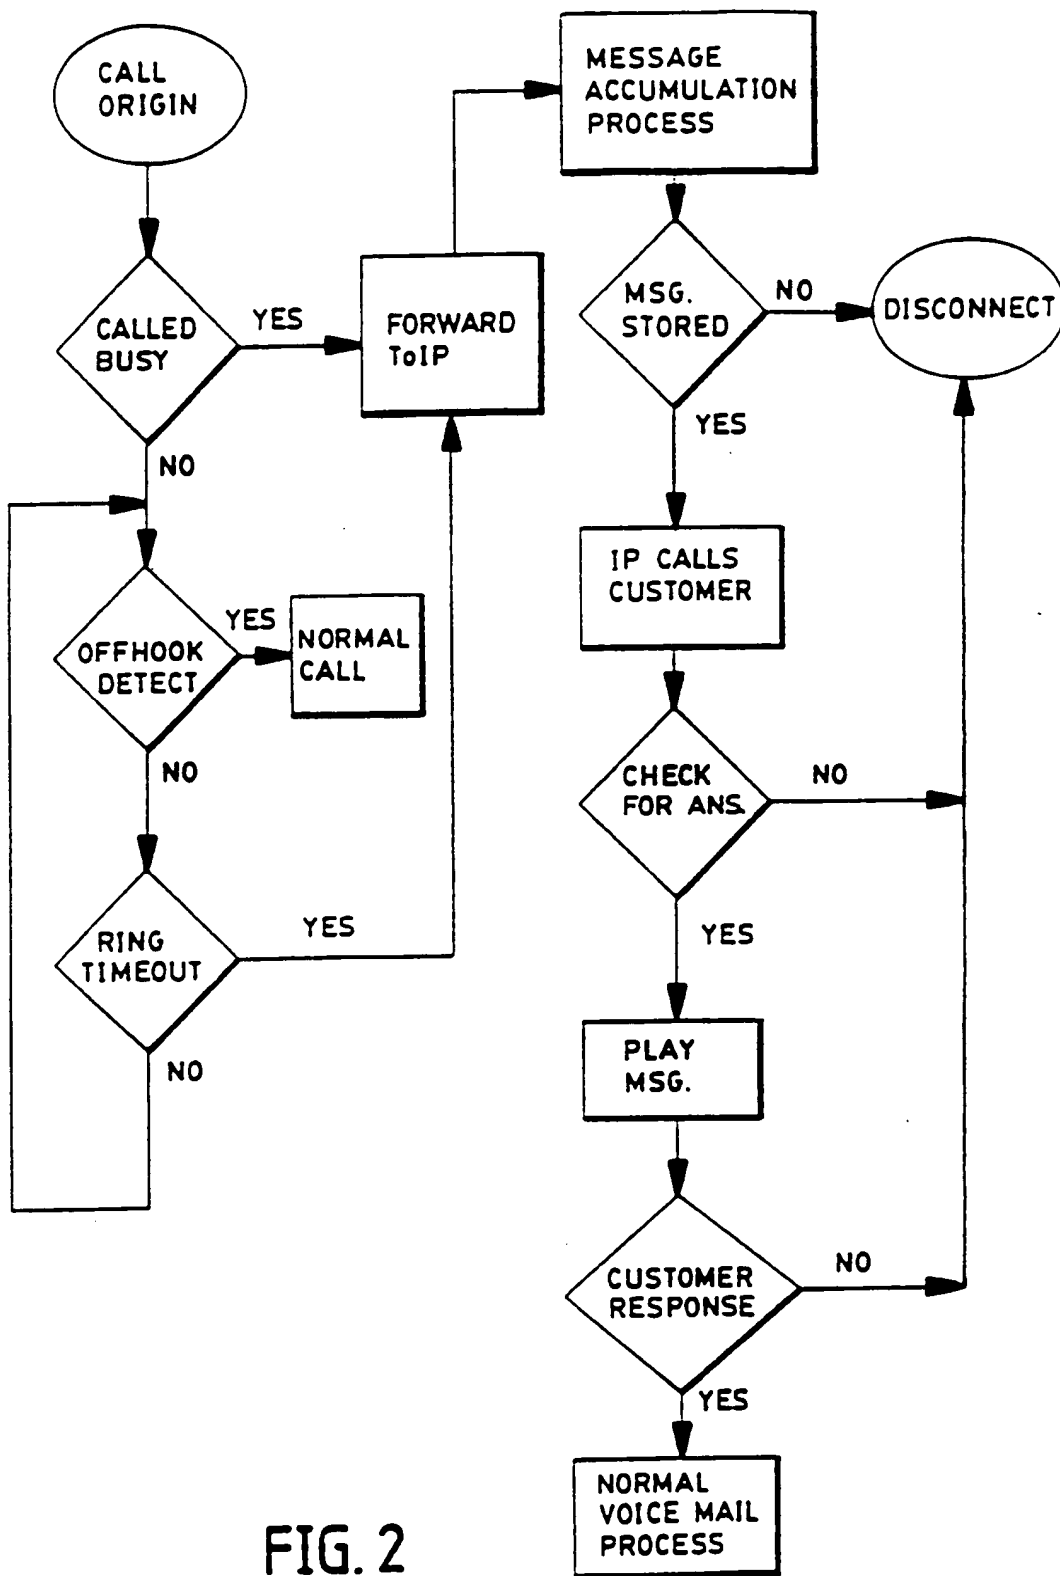 CALL
ORIGIN
CALLED
BUSY
YES
NO
FORWARD
ToIP
OFFHOOK
DETECT
YES
NORMAL
CALL
NO
RING
TIMEOUT
YES
NO
MESSAGE
ACCUMULATION
PROCESS
MSG.
STORED
NO
DISCONNECT
YES
IP CALLS
CUSTOMER
CHECK
FOR ANS.
NO
YES
PLAY
MSG.
CUSTOMER
RESPONSE
NO
YES
NORMAL
VOICE MAIL
PROCESS
FIG. 2